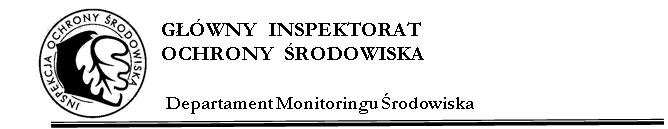 INSPEKCJA OCHRONY ŚRODOWISKA
GŁÓWNY INSPEKTORAT
OCHRONY ŚRODOWISKA
Departament Monitoringu Środowiska